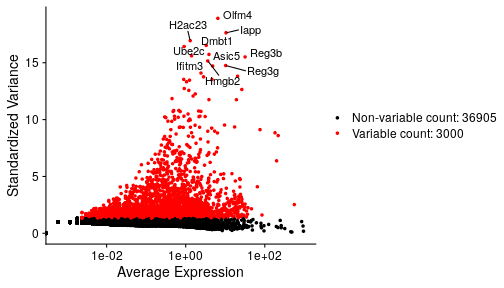 Olfm4
H2ac23
Iapp
Dmbt1
Ube2c
Asic5
Reg3b
Ifitm3
Reg3g
Hmgb2
15
10
5
0
Standardized Variance
1e-02
1e+00
1e+02
Average Expression
Non-variable count: 36905
Variable count: 3000